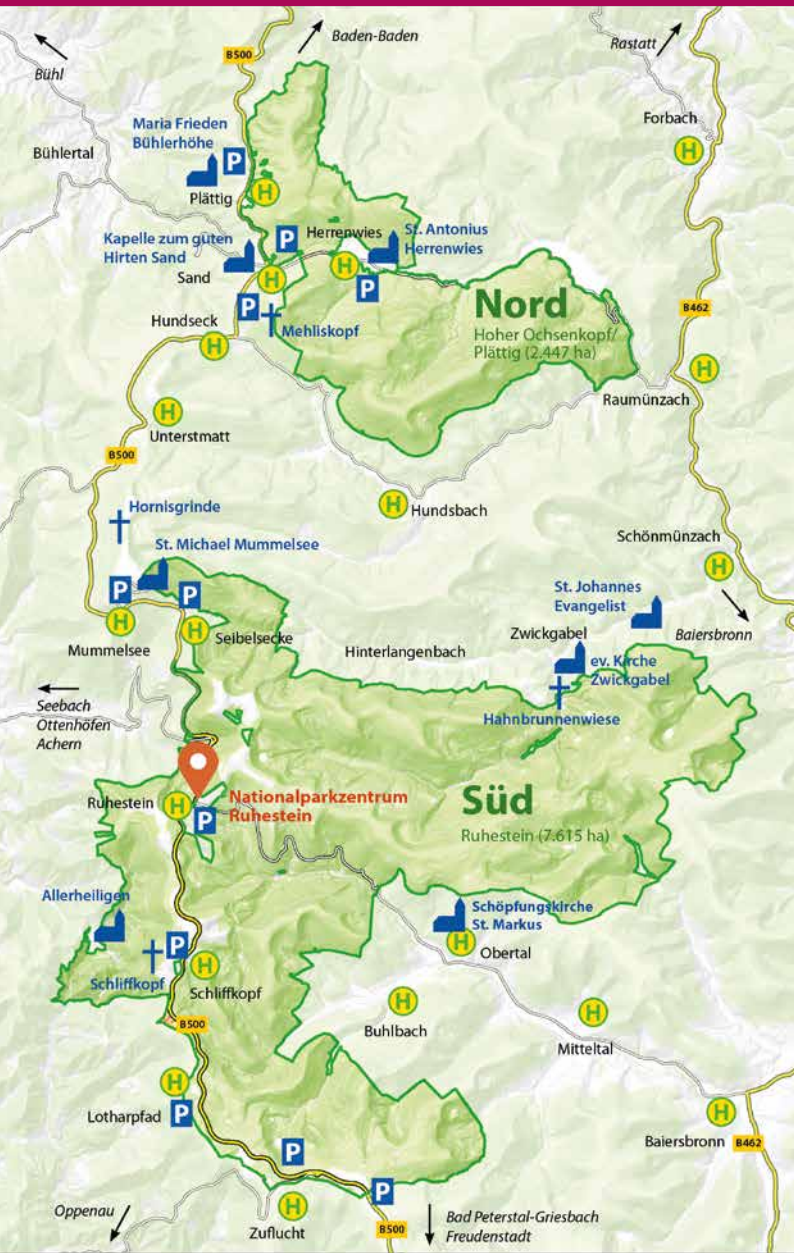 Baden-Baden
Rastatt
B500
Bühl
Forbach
H
Maria Frieden
Bühlerhöhe
P
Bühlertal
H
Plättig
Kapelle zum guten
Hirten Sand
P
Herrenwies
St. Antonius
Herrenwies
H
Sand
H
P
Nord
Hoher Ochsenkopf/
Plättig (2.447 ha)
P
B462
Hundseck
Mehliskopf
H
H
Raumünzach
H
Unterstmatt
B500
Hornisgrinde
H
Hundsbach
Schönmünzach
St. Michael Mummelsee
H
P
P
St. Johannes
Evangelist
H
Mummelsee
H
Seibelsecke
Zwickgabel
Baiersbronn
Hinterlangenbach
ev. Kirche
Zwickgabel
Seebach
Ottenhöfen
Achern
Hahnbrunnenwiese
Nationalparkzentrum
Ruhestein
Ruhestein
H
P
Süd
Ruhestein (7.615 ha)
Allerheiligen
Schöpfungskirche
St. Markus
H
Obertal
P
Schliffkopf
H
Schliffkopf
H
Buhlbach
H
Mitteltal
B500
H
Lotharpfad
P
H
Baiersbronn
B462
P
P
Oppenau
H
Zuflucht
B500
Bad Peterstal-Griesbach
Freudenstadt